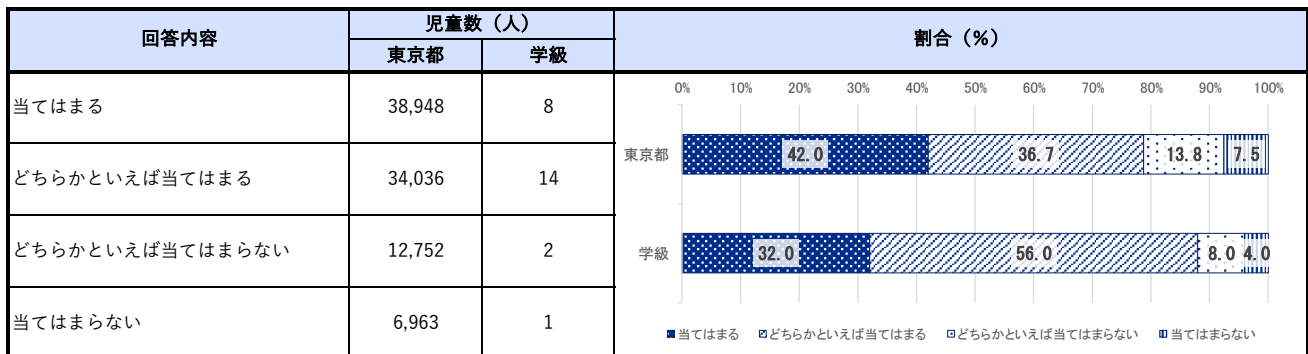 回答内容 児童数（人） 割合（%）
東京都 学級
当てはまる 38,948 8
どちらかといえば当てはまる 34,036 14
どちらかといえば当てはまらない 12,752 2
当てはまらない 6,963 1
0% 10% 20% 30% 40% 50% 60% 70% 80% 90% 100%
東京都 42.0 36.7 13.8 7.5
学級 32.0 56.0 8.0 4.0
当てはまる どちらかといえば当てはまる どちらかといえば当てはまらない 当てはまらない